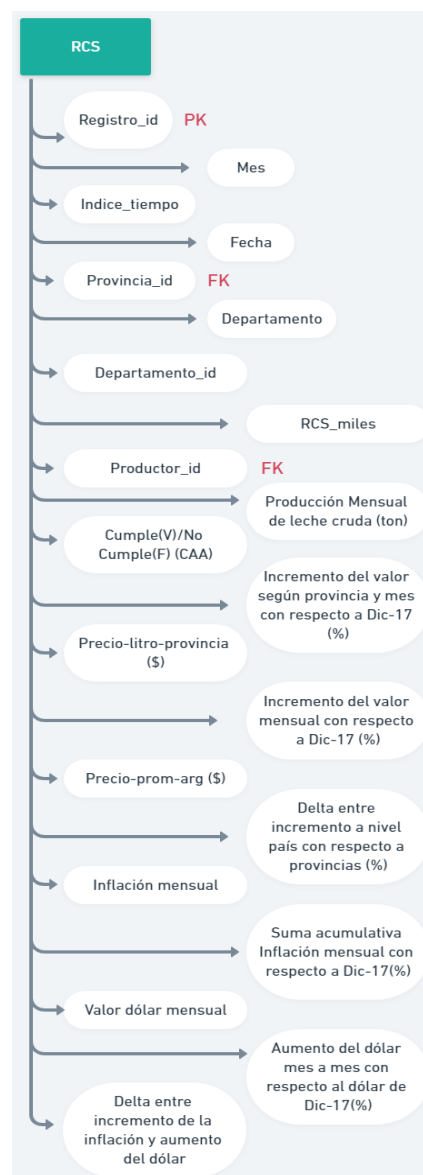 RCS
Registro_id PK
Mes
Indice_tiempo
Fecha
Provincia_id FK
Departamento
Departamento_id
RCS_miles
Productor_id FK
Producción Mensual
de leche cruda (ton)
Cumple(V)/No
Cumple(F) (CAA)
Incremento del valor
según provincia y mes
con respecto a Dic-17
(%)
Precio-litro-provincia
($)
Incremento del valor
mensual con respecto
a Dic-17 (%)
Precio-prom-arg ($)
Delta entre
incremento a nivel
país con respecto a
provincias (%)
Inflación mensual
Suma acumulativa
Inflación mensual con
respecto a Dic-17(%)
Valor dólar mensual
Aumento del dólar
mes a mes con
respecto al dólar de
Dic-17(%)
Delta entre
incremento de la
inflación y aumento
del dólar